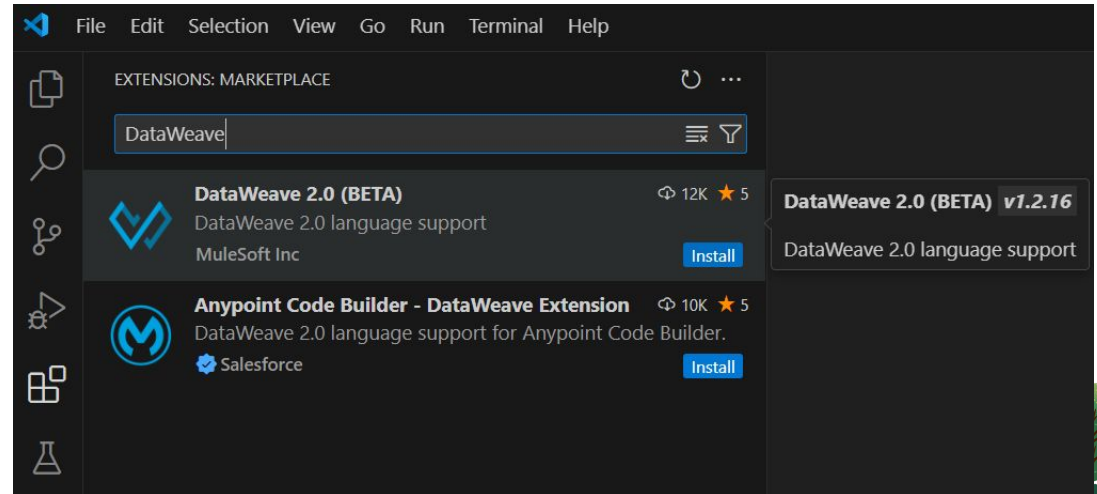 File Edit Selection View Go Run Terminal Help
EXTENSIONS: MARKETPLACE
DataWeave
DataWeave 2.0 (BETA) 12K ★ 5
DataWeave 2.0 language support
MuleSoft Inc Install
DataWeave 2.0 (BETA) v1.2.16
DataWeave 2.0 language support
Anypoint Code Builder - DataWeave Extension 10K ★ 5
DataWeave 2.0 language support for Anypoint Code Builder.
Salesforce Install